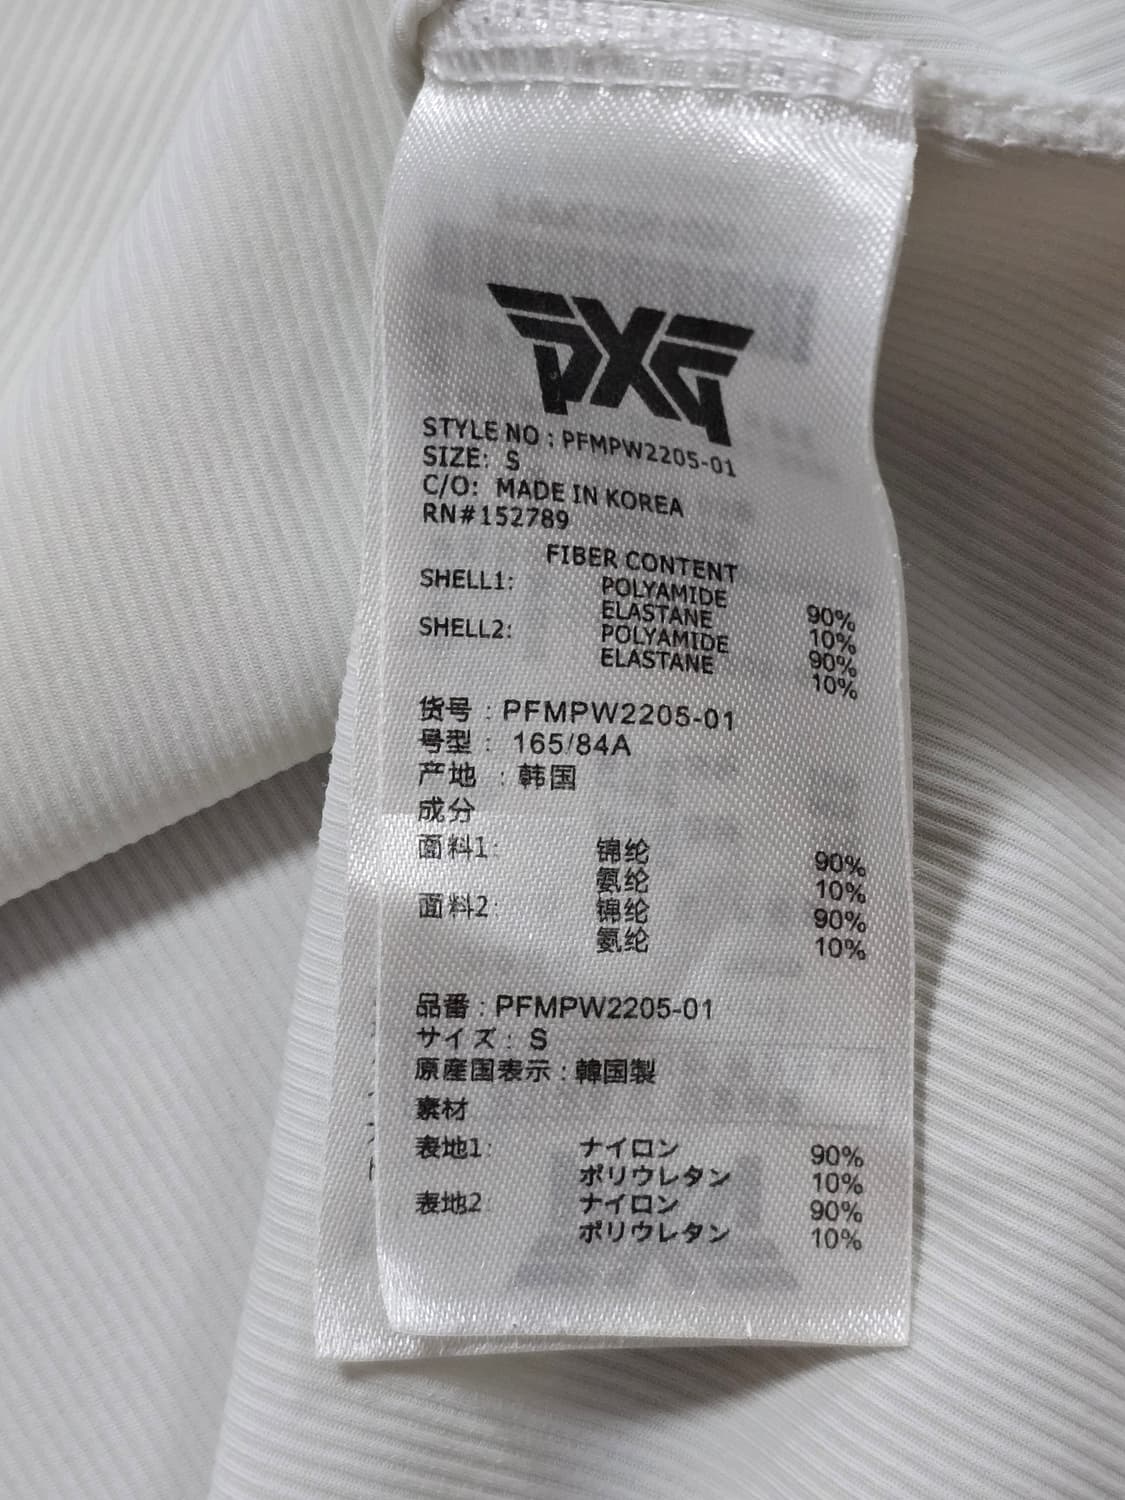 PXG
STYLE NO : PFMPW2205-01
SIZE: S
C/O: MADE IN KOREA
RN#152789
FIBER CONTENT
SHELL1: POLYAMIDE 90%
ELASTANE 10%
SHELL2: POLYAMIDE 90%
ELASTANE 10%
货号 : PFMPW2205-01
号型 : 165/84A
产地 : 韩国
成分
面料1: 锦纶 90%
氨纶 10%
面料2: 锦纶 90%
氨纶 10%
品番 : PFMPW2205-01
サイズ : S
原産国表示 : 韓国製
素材
表地1: ナイロン 90%
ポリウレタン 10%
表地2: ナイロン 90%
ポリウレタン 10%